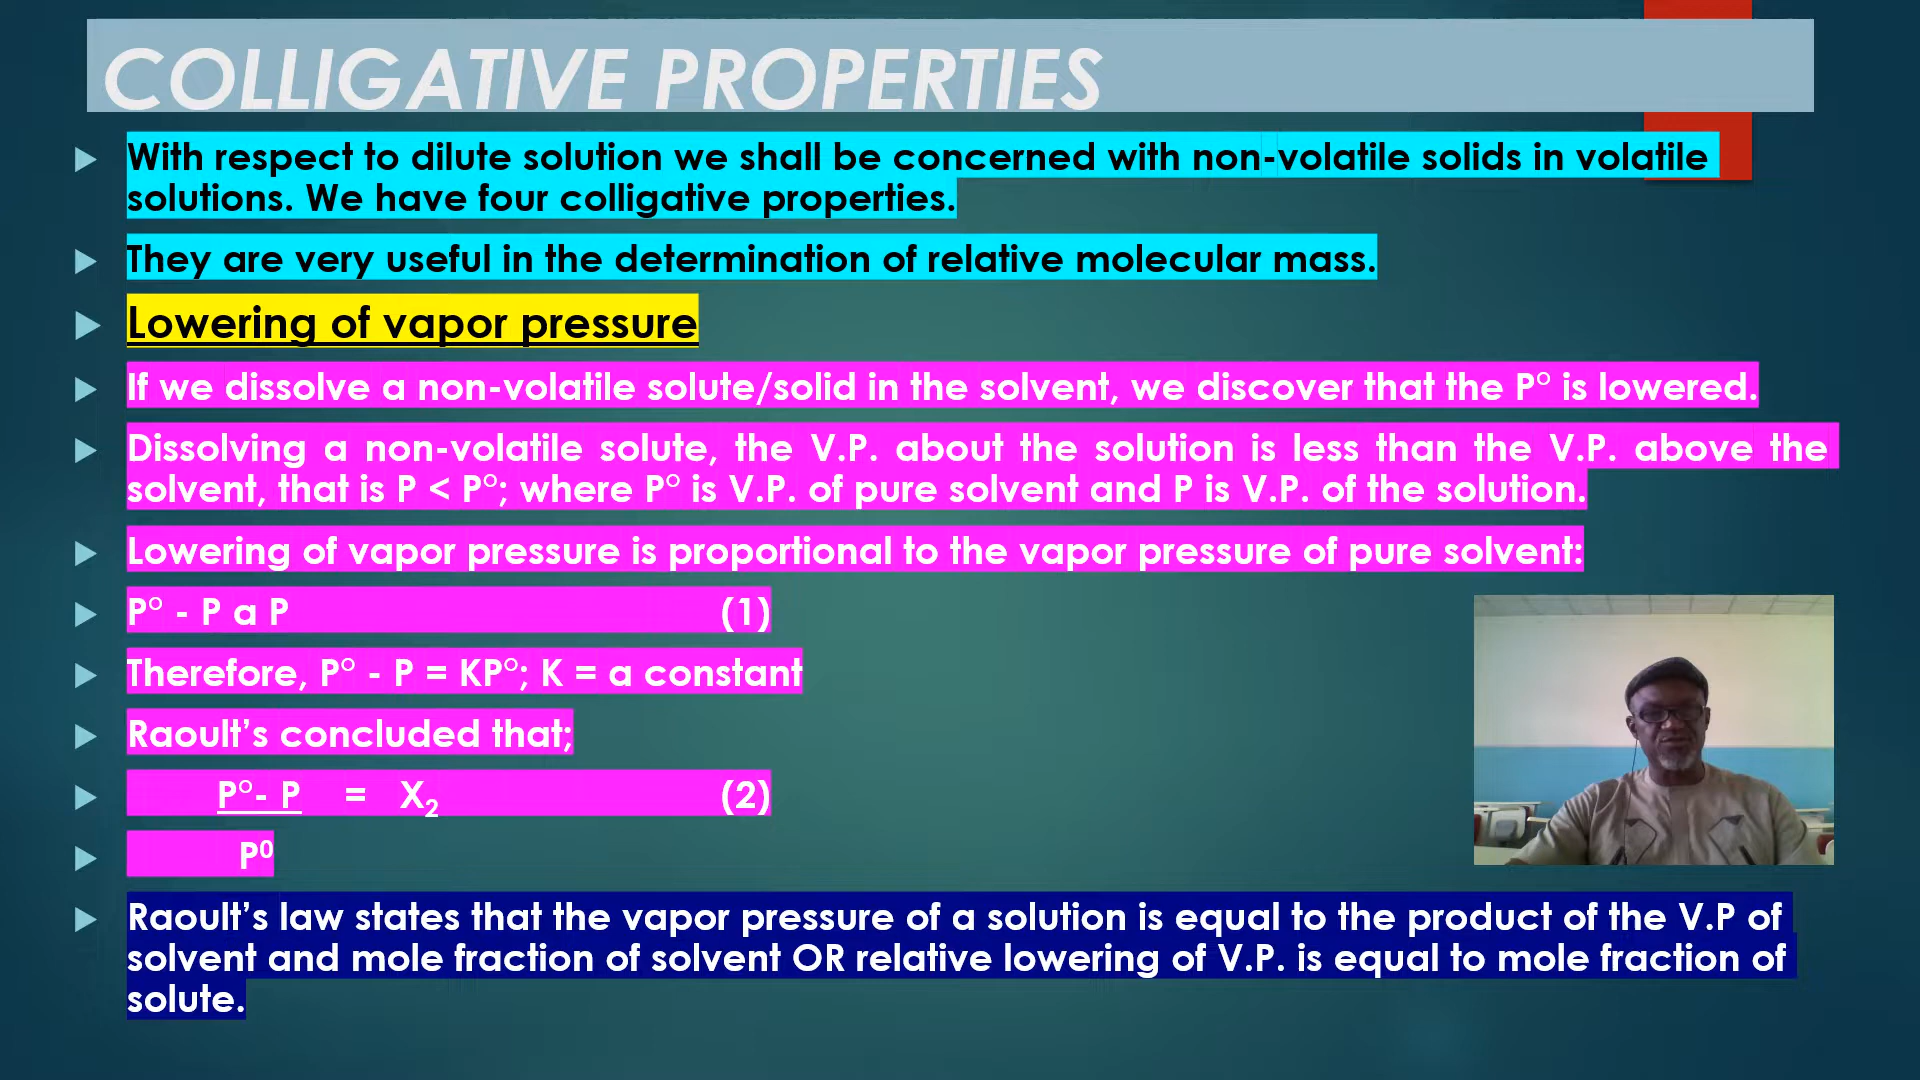 COLLIGATIVE PROPERTIES
With respect to dilute solution we shall be concerned with non-volatile solids in volatile
solutions. We have four colligative properties.
They are very useful in the determination of relative molecular mass.
Lowering of vapor pressure
If we dissolve a non-volatile solute/solid in the solvent, we discover that the P° is lowered.
Dissolving a non-volatile solute, the V.P. about the solution is less than the V.P. above the
solvent, that is P < P°; where P° is V.P. of pure solvent and P is V.P. of the solution.
Lowering of vapor pressure is proportional to the vapor pressure of pure solvent:
P° - P a P (1)
Therefore, P° - P = KP°; K = a constant
Raoult’s concluded that;
P°- P = X₂ (2)
P⁰
Raoult’s law states that the vapor pressure of a solution is equal to the product of the V.P of
solvent and mole fraction of solvent OR relative lowering of V.P. is equal to mole fraction of
solute.